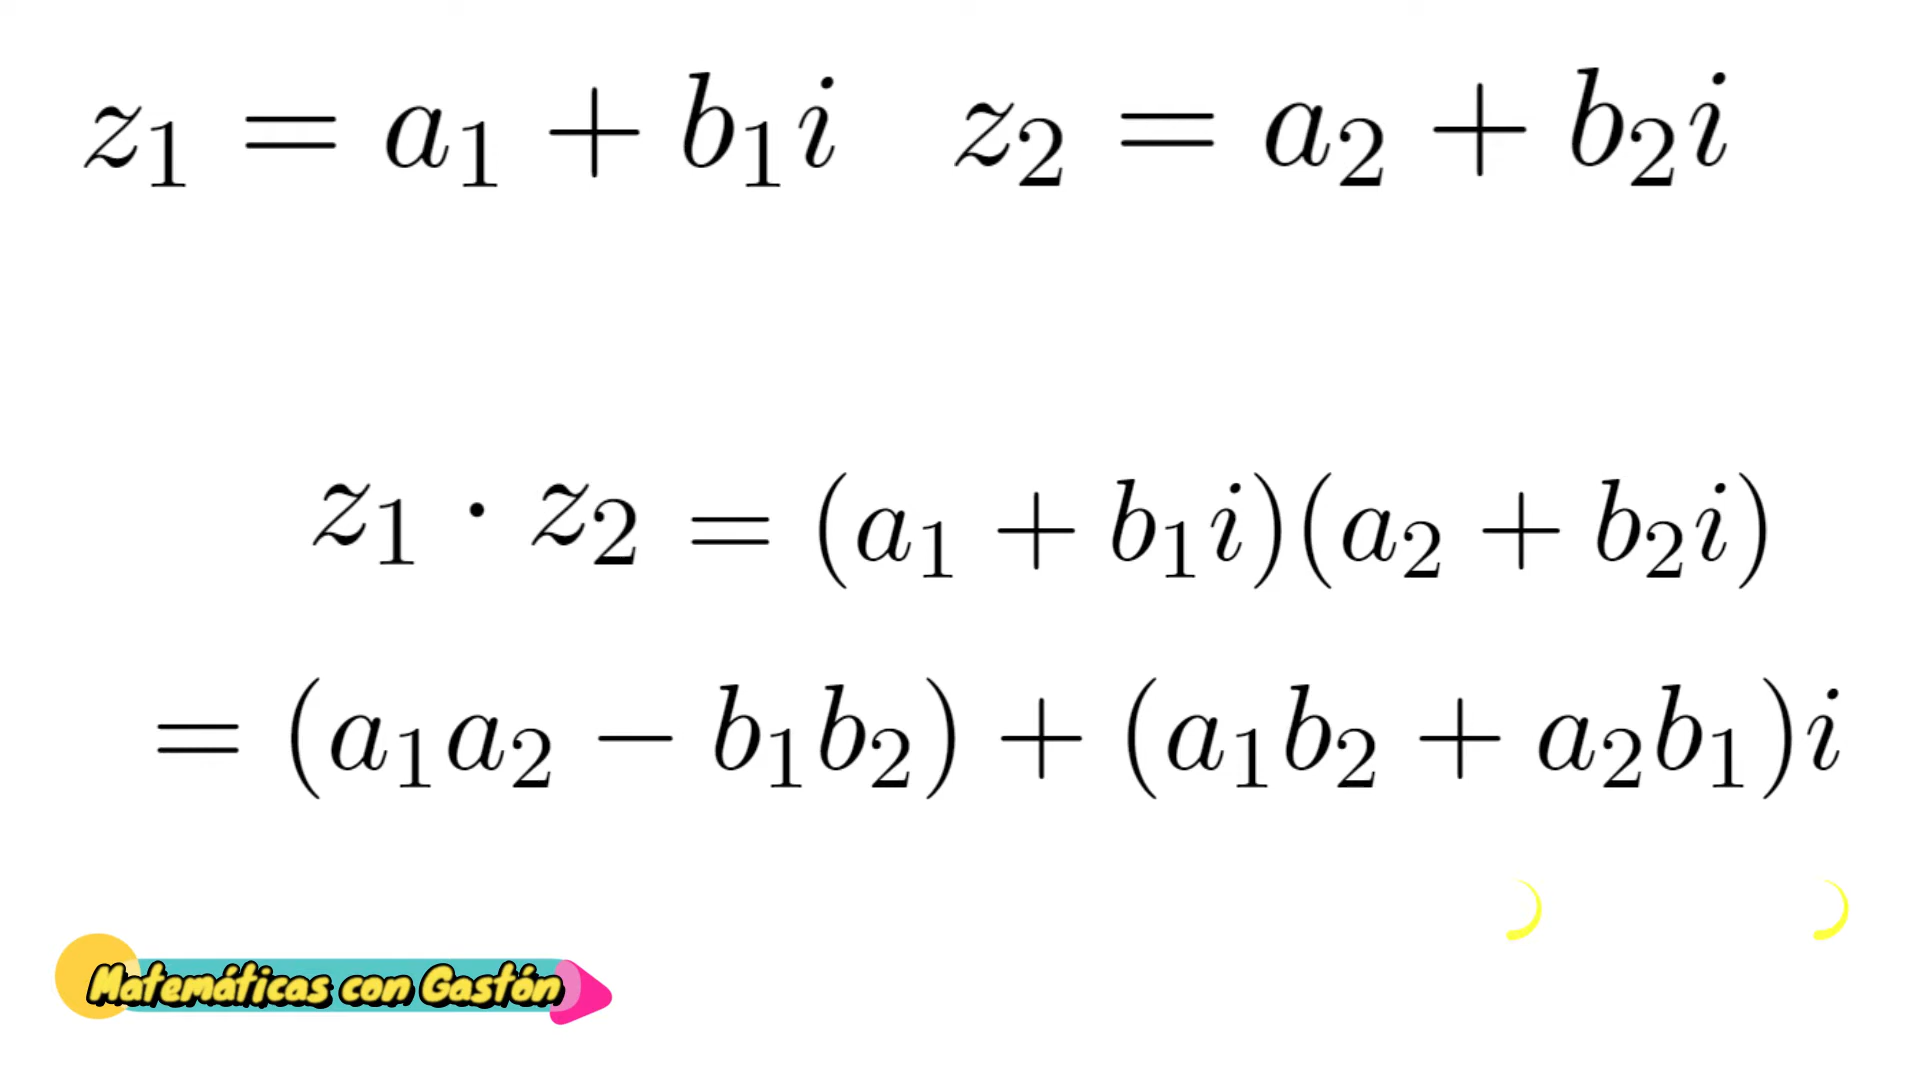 z₁ = a₁ + b₁i   z₂ = a₂ + b₂i
z₁ · z₂ = (a₁ + b₁i)(a₂ + b₂i)
= (a₁a₂ − b₁b₂) + (a₁b₂ + a₂b₁)i
Matemáticas con Gastón